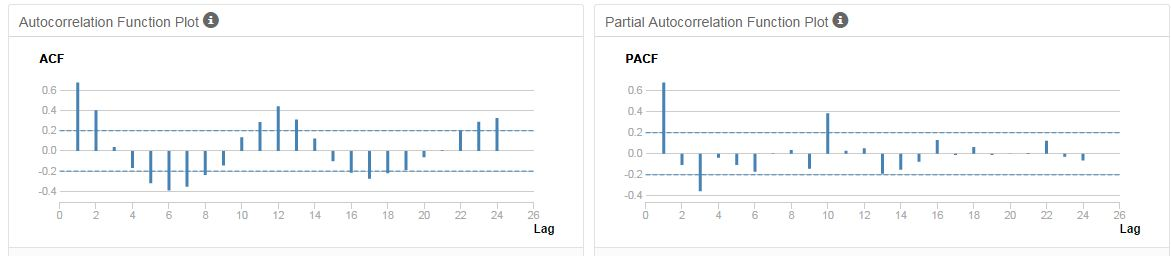 Autocorrelation Function Plot
ACF
0.6
0.4
0.2
0.0
-0.2
-0.4
0 2 4 6 8 10 12 14 16 18 20 22 24 26
Lag
Partial Autocorrelation Function Plot
PACF
0.6
0.4
0.2
0.0
-0.2
-0.4
0 2 4 6 8 10 12 14 16 18 20 22 24 26
Lag